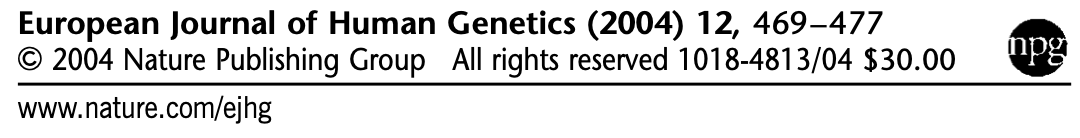 European Journal of Human Genetics (2004) 12, 469–477
© 2004 Nature Publishing Group All rights reserved 1018-4813/04 $30.00
npg
www.nature.com/ejhg